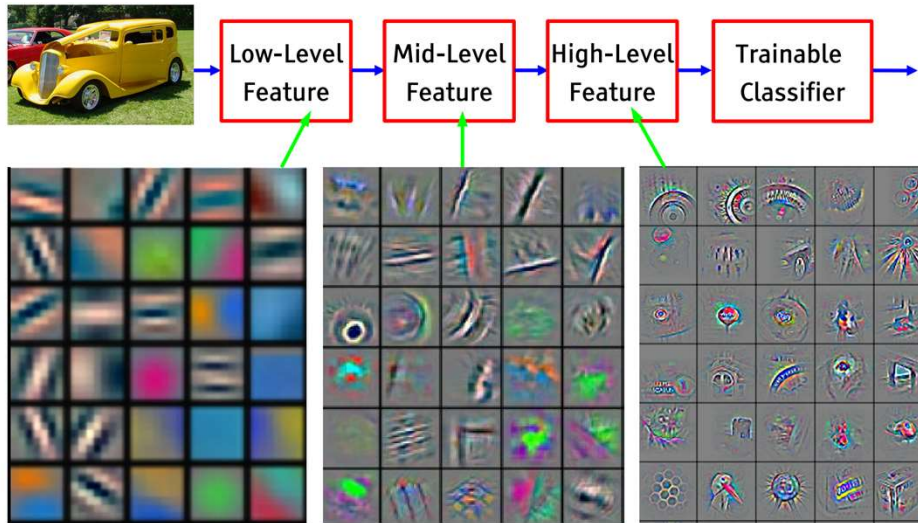 Low-Level
Feature
Mid-Level
Feature
High-Level
Feature
Trainable
Classifier